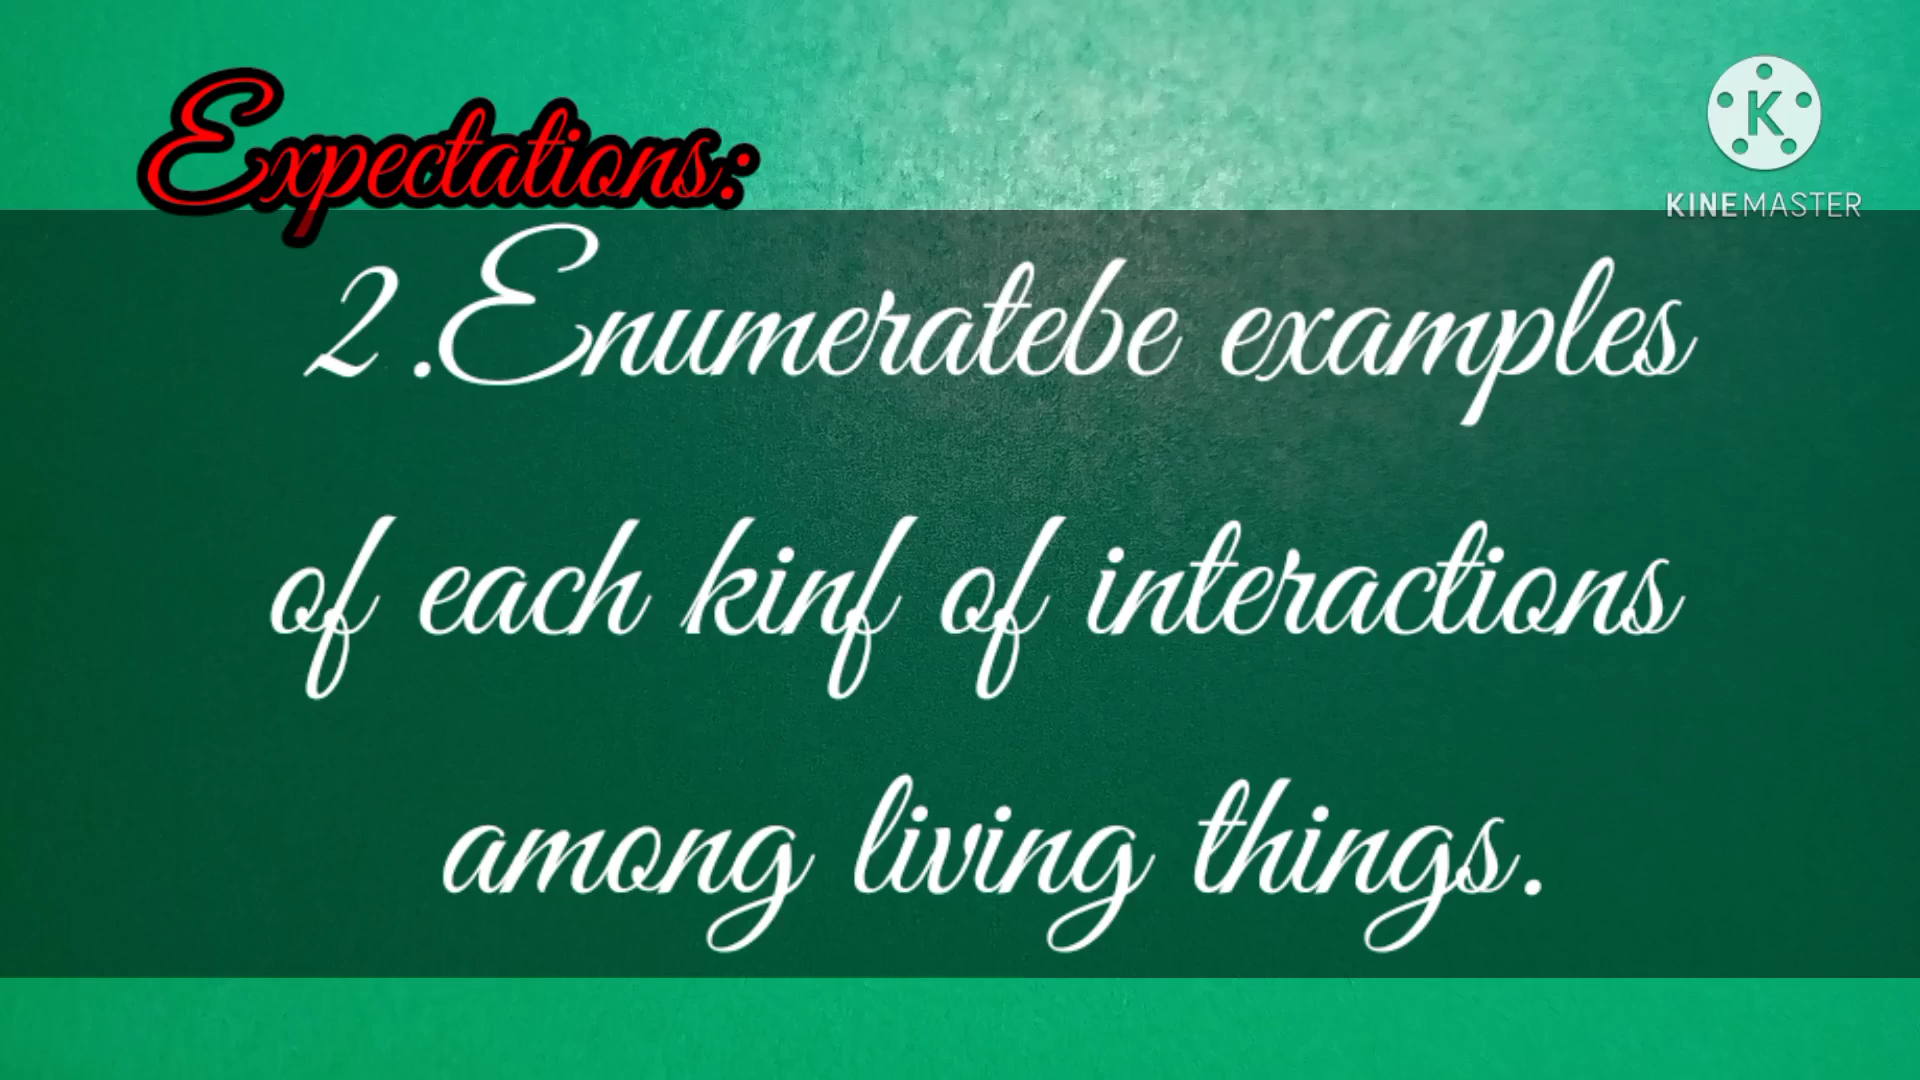 Expectations:
K
KINEMASTER
2.Enumeratebe examples
of each kinf of interactions
among living things.